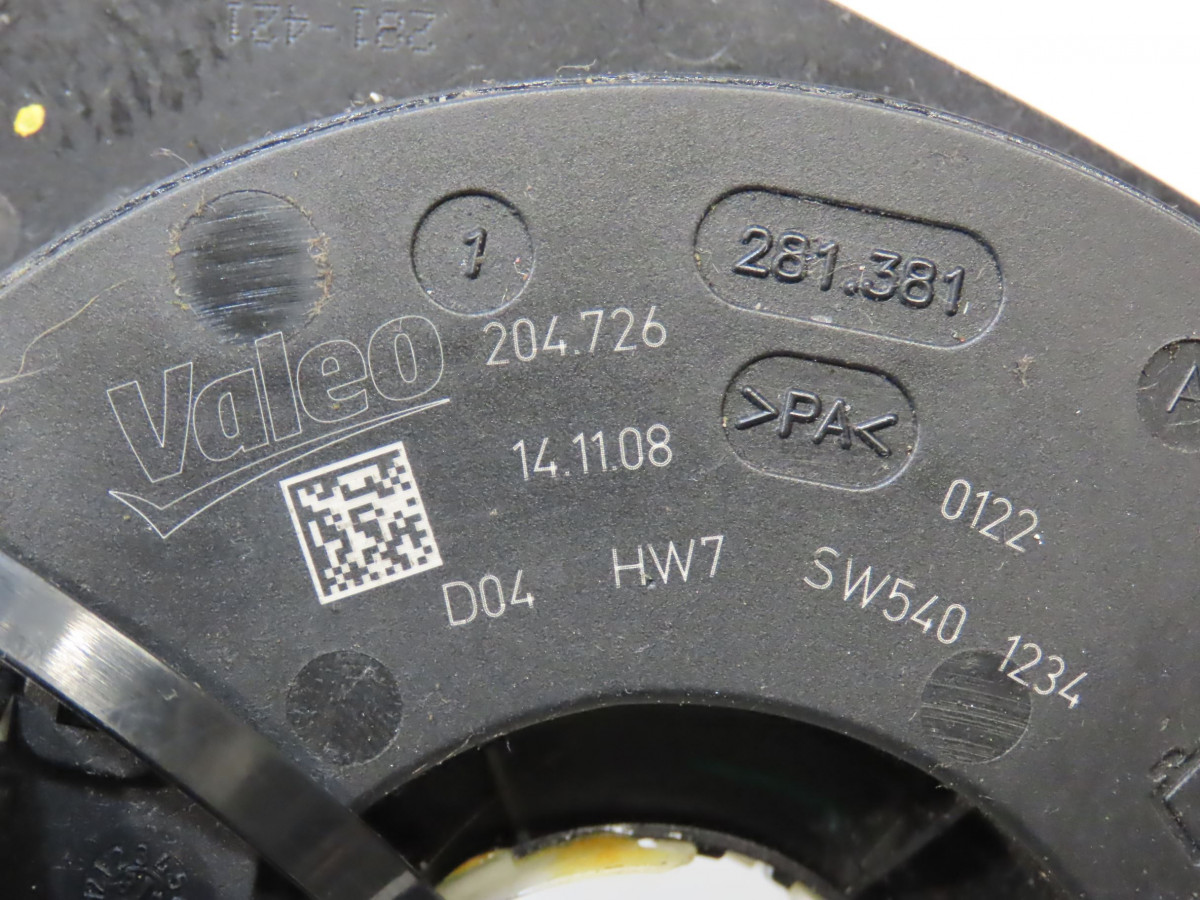 281-421
1
281.381
Valeo
204.726
>PA<
A
14.11.08
0122
D04
HW7
SW540
1234